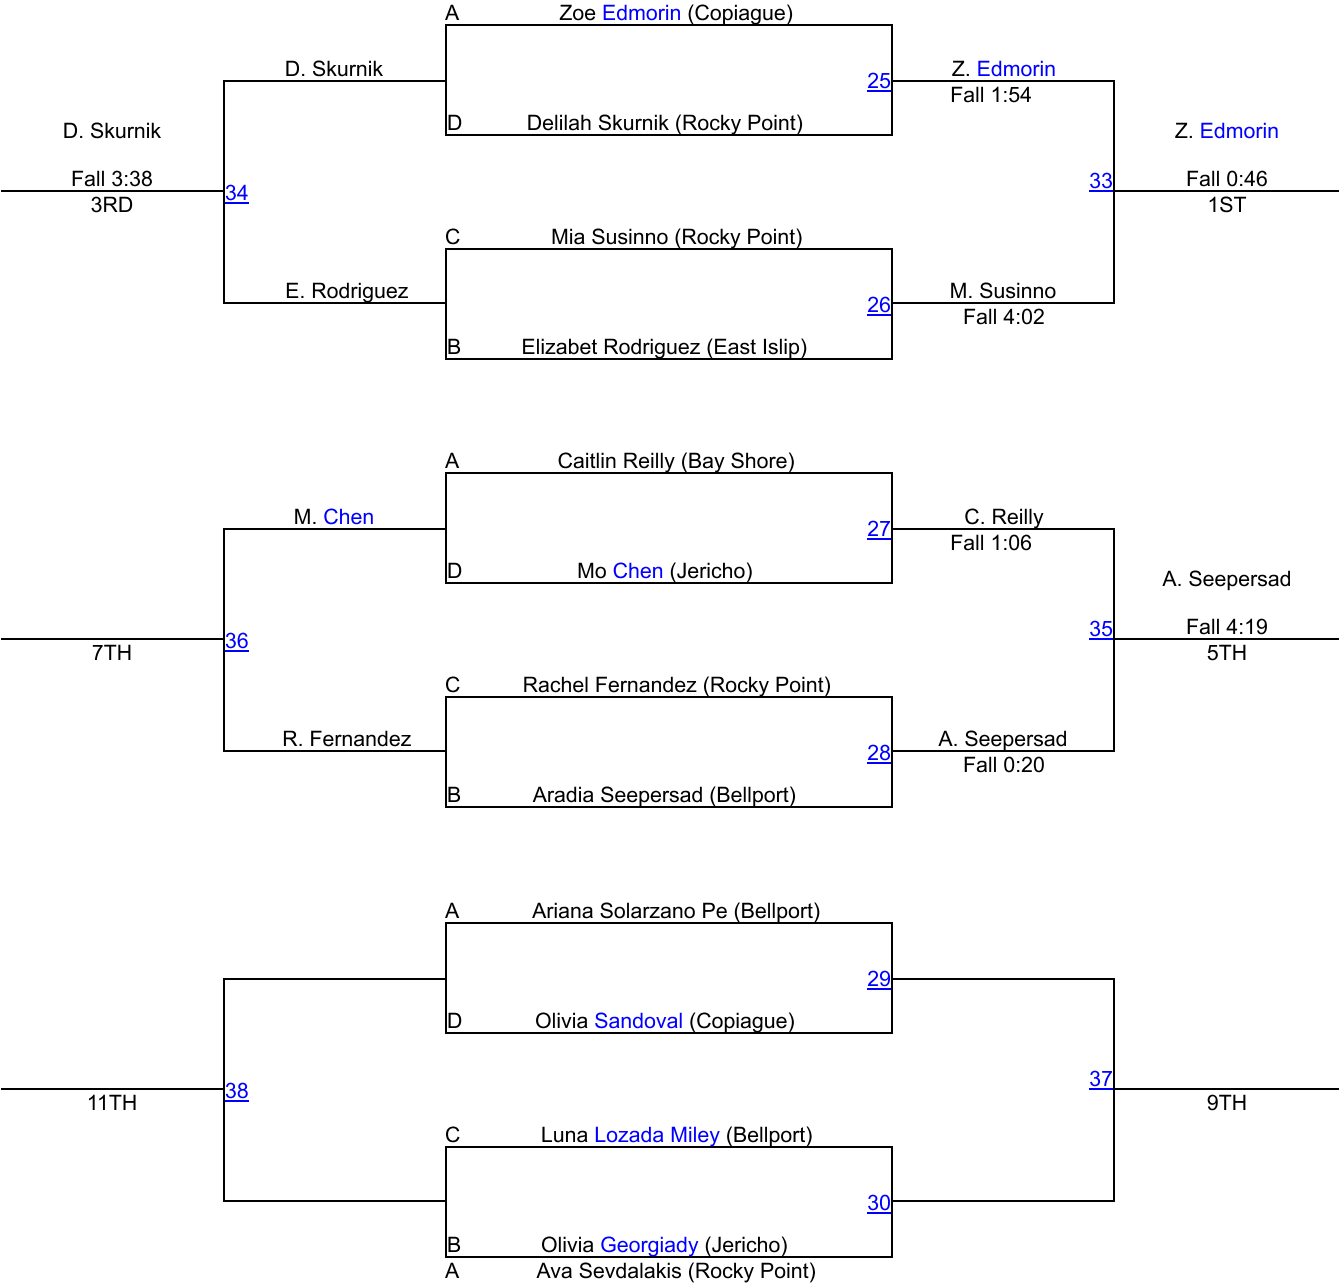 A Zoe Edmorin (Copiague)
D. Skurnik
25
Z. Edmorin
Fall 1:54
D Delilah Skurnik (Rocky Point)
D. Skurnik
Fall 3:38
3RD
34
33
Z. Edmorin
Fall 0:46
1ST
C Mia Susinno (Rocky Point)
E. Rodriguez
26
M. Susinno
Fall 4:02
B Elizabet Rodriguez (East Islip)
A Caitlin Reilly (Bay Shore)
M. Chen
27
C. Reilly
Fall 1:06
D Mo Chen (Jericho)
7TH
36
35
A. Seepersad
Fall 4:19
5TH
C Rachel Fernandez (Rocky Point)
R. Fernandez
28
A. Seepersad
Fall 0:20
B Aradia Seepersad (Bellport)
A Ariana Solarzano Pe (Bellport)
29
D Olivia Sandoval (Copiague)
11TH
38
37
9TH
C Luna Lozada Miley (Bellport)
30
B Olivia Georgiady (Jericho)
A Ava Sevdalakis (Rocky Point)